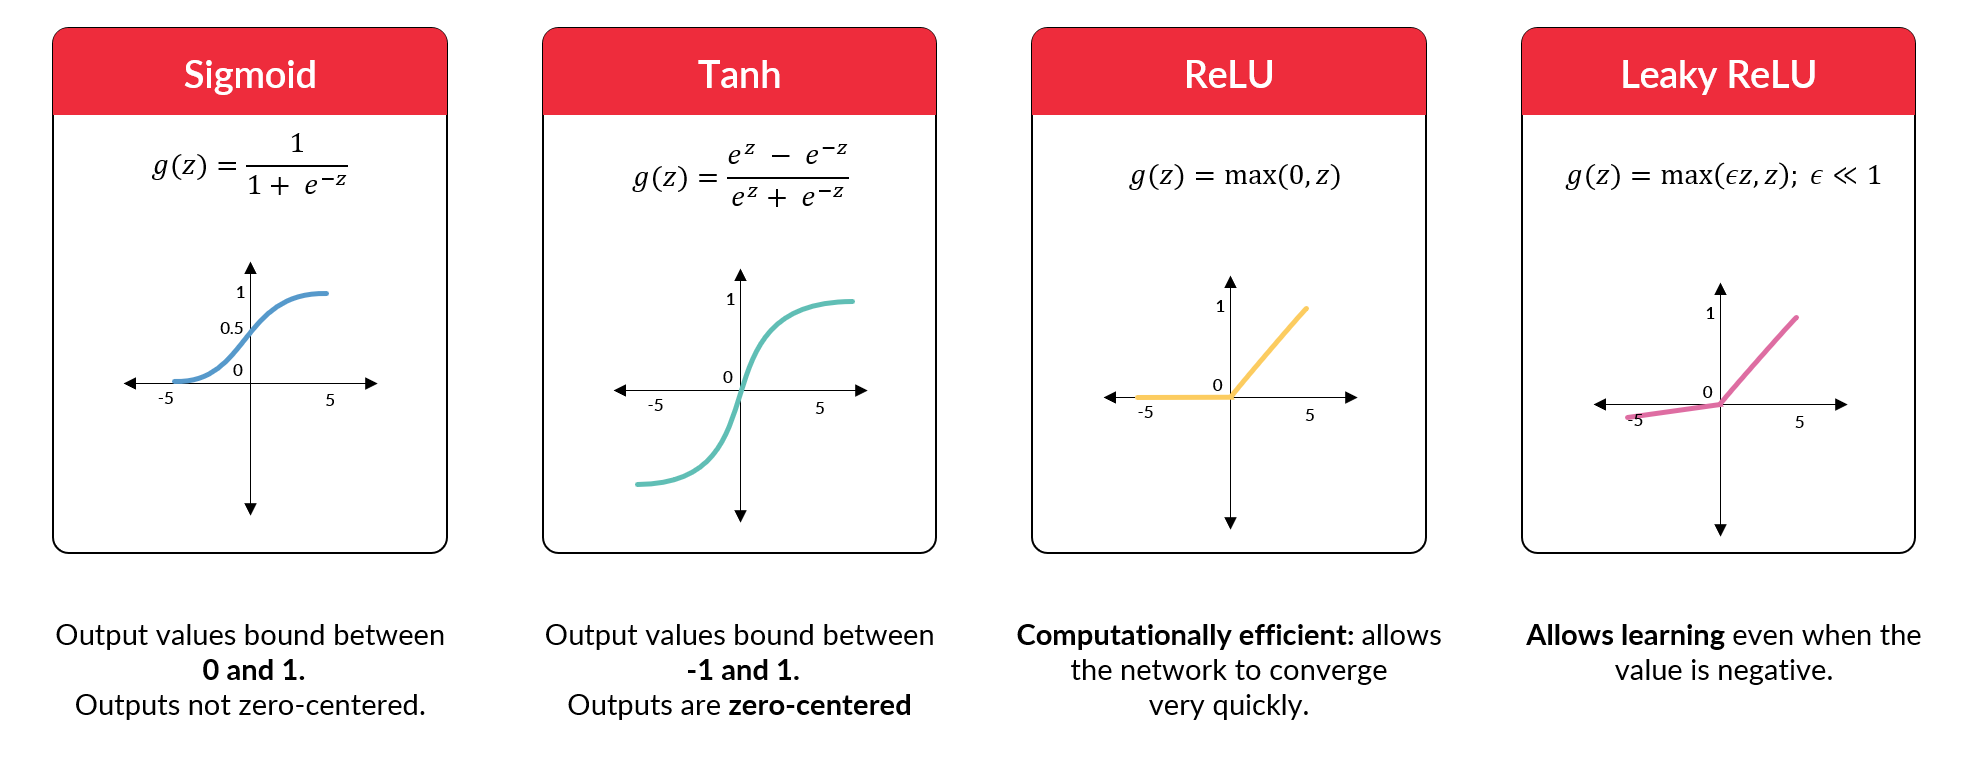 Sigmoid
g(z) = 1 / (1 + e^−z)
1
0.5
0
-5
5
Output values bound between
0 and 1.
Outputs not zero-centered.
Tanh
g(z) = (e^z − e^−z) / (e^z + e^−z)
1
0
-5
5
Output values bound between
-1 and 1.
Outputs are zero-centered
ReLU
g(z) = max(0, z)
1
0
-5
5
Computationally efficient: allows
the network to converge
very quickly.
Leaky ReLU
g(z) = max(ϵz, z); ϵ ≪ 1
1
0
-5
5
Allows learning even when the
value is negative.